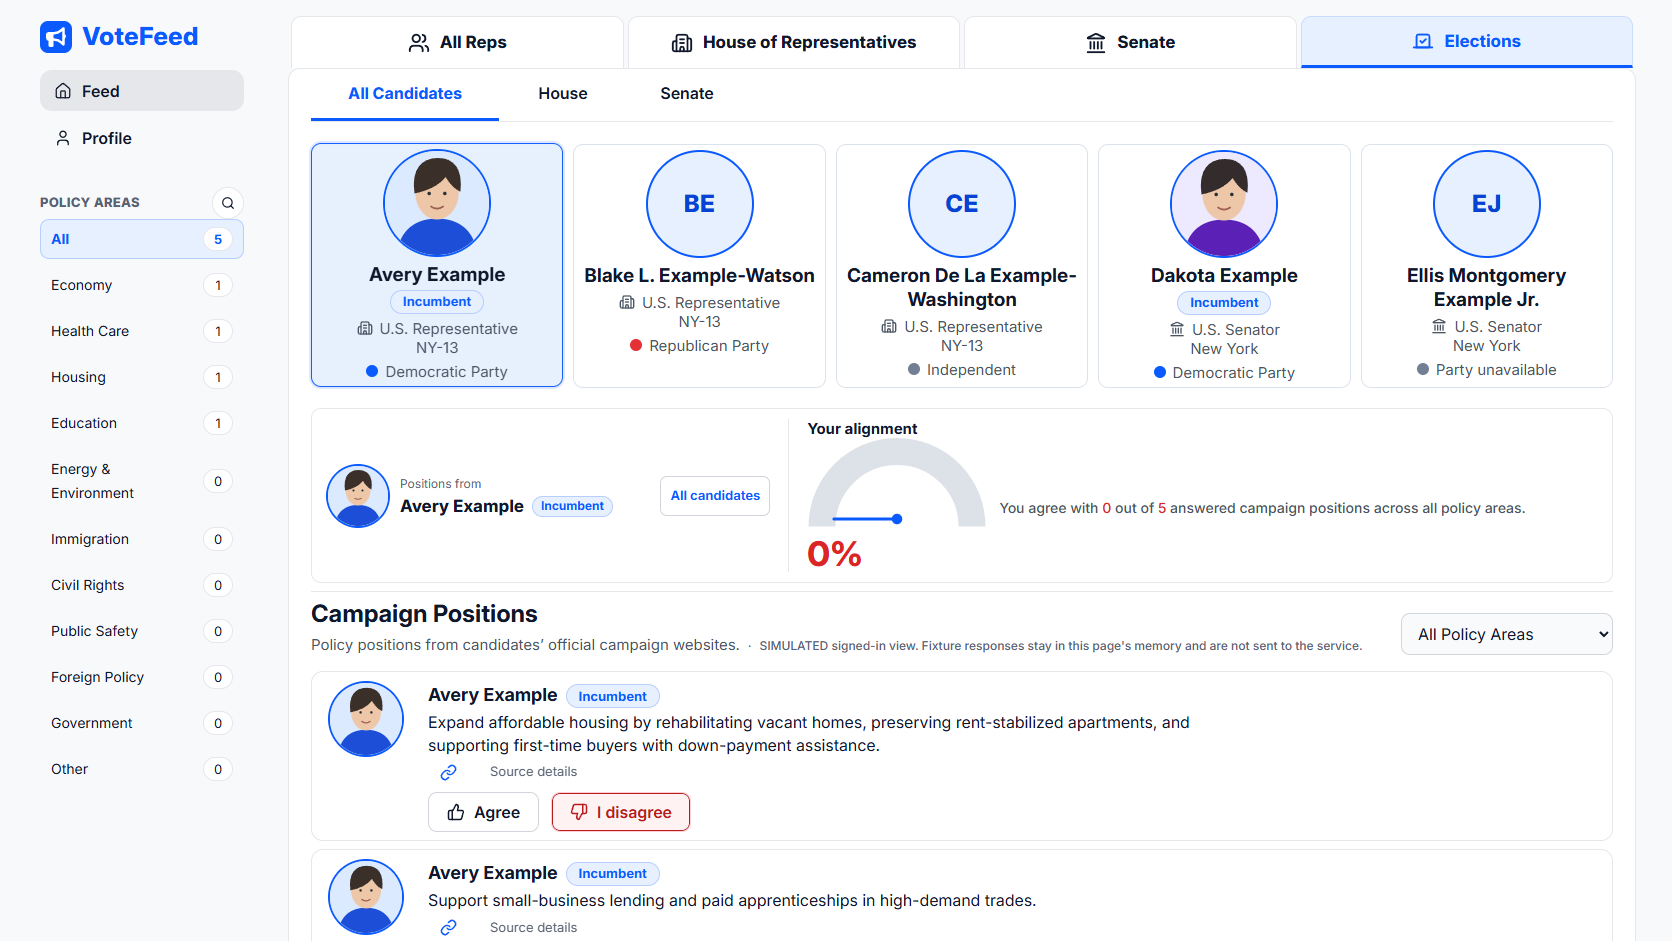 VoteFeed
Feed
Profile
POLICY AREAS
All 5
Economy 1
Health Care 1
Housing 1
Education 1
Energy &
Environment 0
Immigration 0
Civil Rights 0
Public Safety 0
Foreign Policy 0
Government 0
Other 0
All Reps
House of Representatives
Senate
Elections
All Candidates
House
Senate
Avery Example
Incumbent
U.S. Representative
NY-13
Democratic Party
BE
Blake L. Example-Watson
U.S. Representative
NY-13
Republican Party
CE
Cameron De La Example-
Washington
U.S. Representative
NY-13
Independent
Dakota Example
Incumbent
U.S. Senator
New York
Democratic Party
EJ
Ellis Montgomery
Example Jr.
U.S. Senator
New York
Party unavailable
Positions from
Avery Example Incumbent
All candidates
Your alignment
0%
You agree with 0 out of 5 answered campaign positions across all policy areas.
Campaign Positions
Policy positions from candidates’ official campaign websites. · SIMULATED signed-in view. Fixture responses stay in this page's memory and are not sent to the service.
All Policy Areas
Avery Example Incumbent
Expand affordable housing by rehabilitating vacant homes, preserving rent-stabilized apartments, and
supporting first-time buyers with down-payment assistance.
Source details
Agree
I disagree
Avery Example Incumbent
Support small-business lending and paid apprenticeships in high-demand trades.
Source details